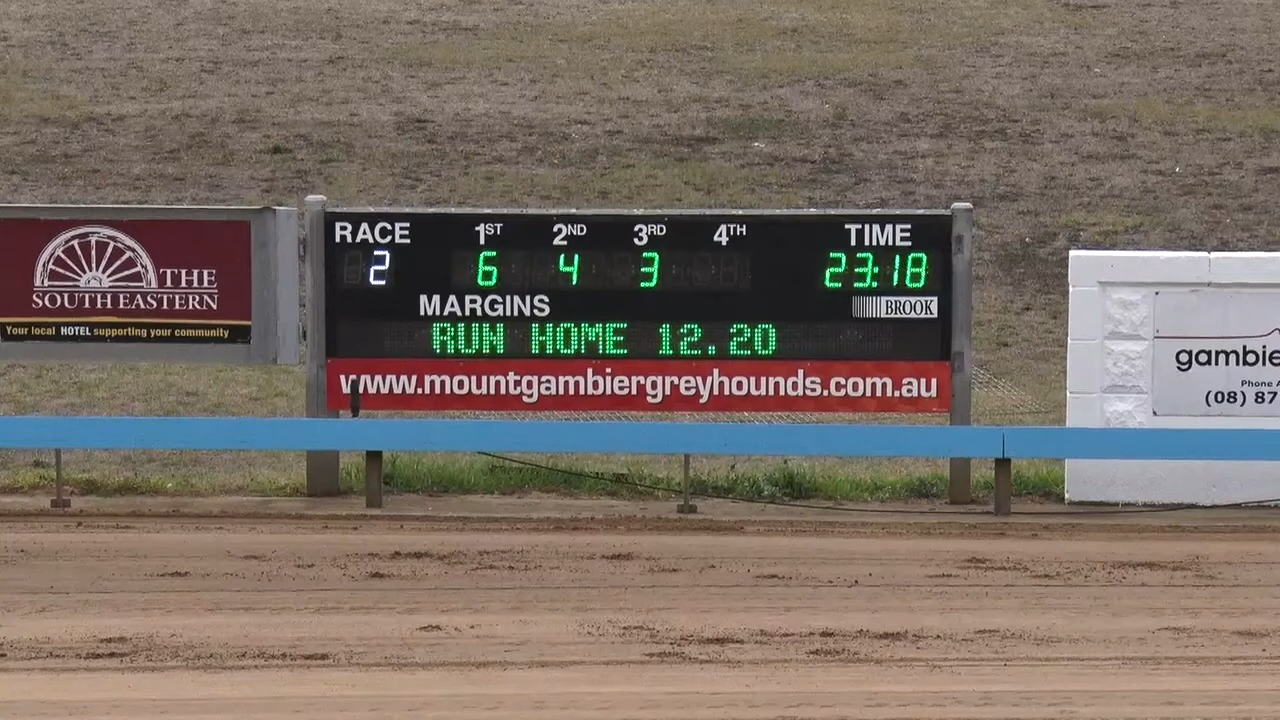 THE
SOUTH EASTERN
Your local HOTEL supporting your community
RACE 1ST 2ND 3RD 4TH TIME
2 6 4 3 23:18
MARGINS BROOK
RUN HOME 12.20
www.mountgambiergreyhounds.com.au
gambie
Phone
(08) 87